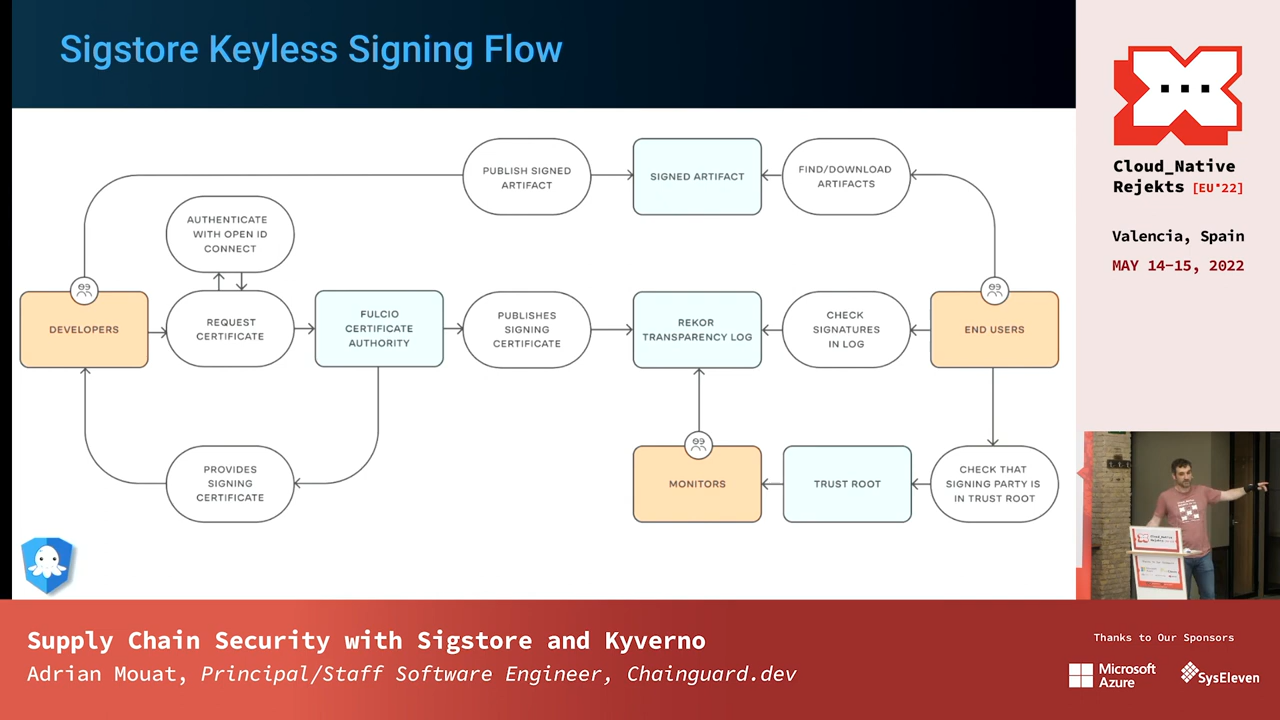 Sigstore Keyless Signing Flow
PUBLISH SIGNED
ARTIFACT
SIGNED ARTIFACT
FIND/DOWNLOAD
ARTIFACTS
AUTHENTICATE
WITH OPEN ID
CONNECT
DEVELOPERS
REQUEST
CERTIFICATE
FULCIO
CERTIFICATE
AUTHORITY
PUBLISHES
SIGNING
CERTIFICATE
REKOR
TRANSPARENCY LOG
CHECK
SIGNATURES
IN LOG
END USERS
PROVIDES
SIGNING
CERTIFICATE
MONITORS
TRUST ROOT
CHECK THAT
SIGNING PARTY IS
IN TRUST ROOT
Cloud_Native
Rejekts [EU*22]
Valencia, Spain
MAY 14-15, 2022
Cloud_Native
Rejekts
Supply Chain Security with Sigstore and Kyverno
Adrian Mouat, Principal/Staff Software Engineer, Chainguard.dev
Thanks to Our Sponsors
Microsoft
Azure
SysEleven